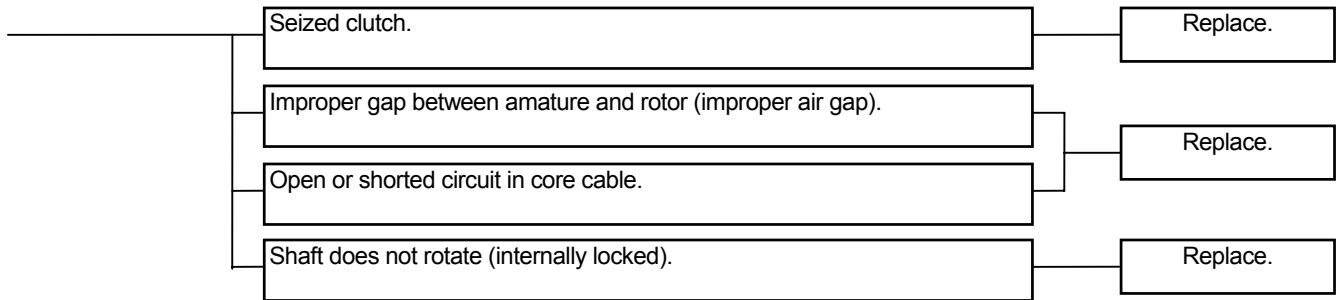 Seized clutch.
Replace.
Improper gap between amature and rotor (improper air gap).
Replace.
Open or shorted circuit in core cable.
Shaft does not rotate (internally locked).
Replace.